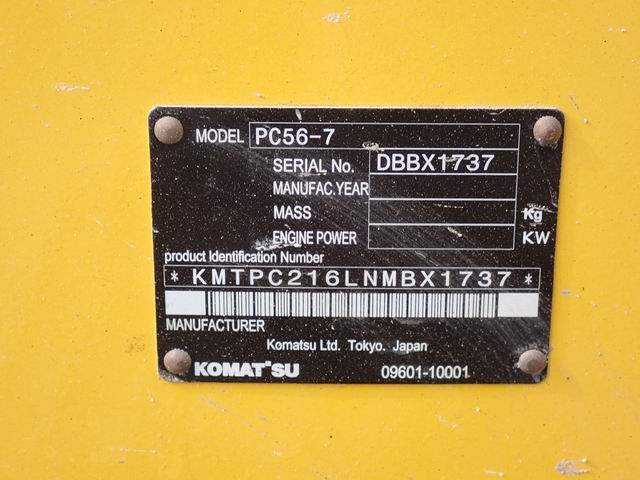 MODEL PC56-7
SERIAL No. DBBX1737
MANUFAC.YEAR
MASS Kg
ENGINE POWER KW
product Identification Number
*KMTPC216LNMBX1737*
MANUFACTURER
Komatsu Ltd. Tokyo. Japan
KOMATSU 09601-10001